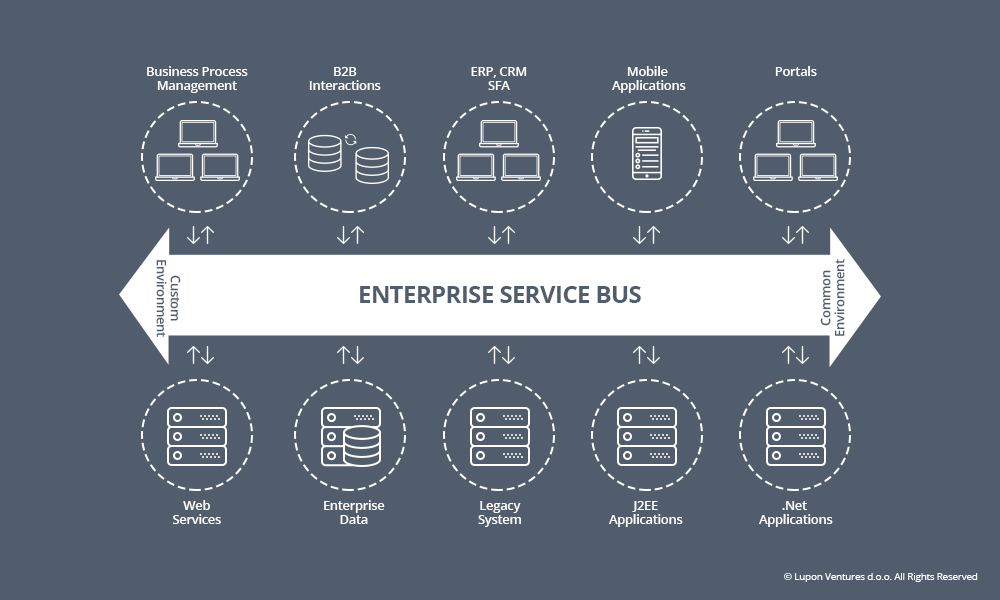 Business Process
Management
B2B
Interactions
ERP, CRM
SFA
Mobile
Applications
Portals
Custom
Environment
ENTERPRISE SERVICE BUS
Common
Environment
Web
Services
Enterprise
Data
Legacy
System
J2EE
Applications
.Net
Applications
© Lupon Ventures d.o.o. All Rights Reserved